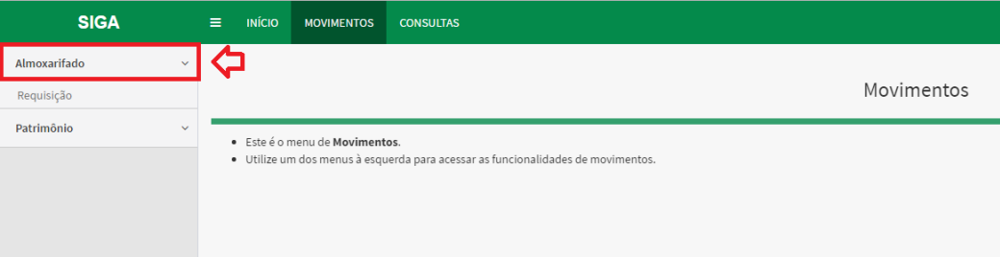 SIGA
INÍCIO MOVIMENTOS CONSULTAS
Almoxarifado
Requisição
Patrimônio
Movimentos
Este é o menu de Movimentos.
Utilize um dos menus à esquerda para acessar as funcionalidades de movimentos.